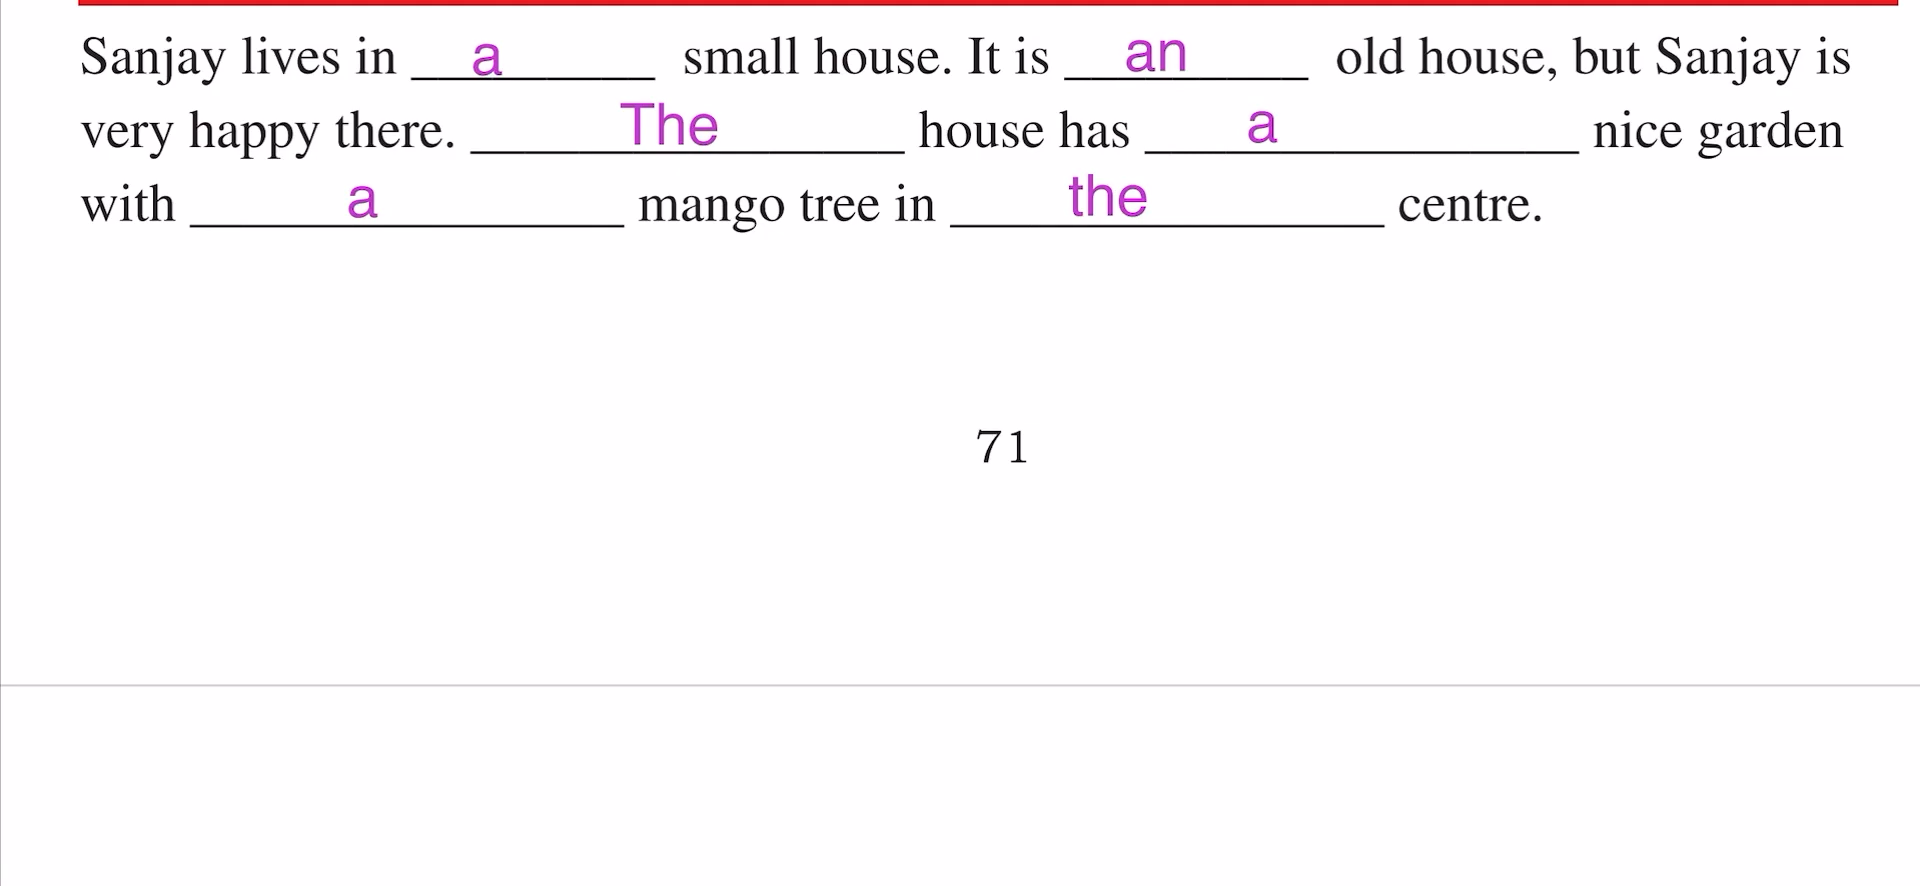 Sanjay lives in a small house. It is an old house, but Sanjay is
very happy there. The house has a nice garden
with a mango tree in the centre.
71